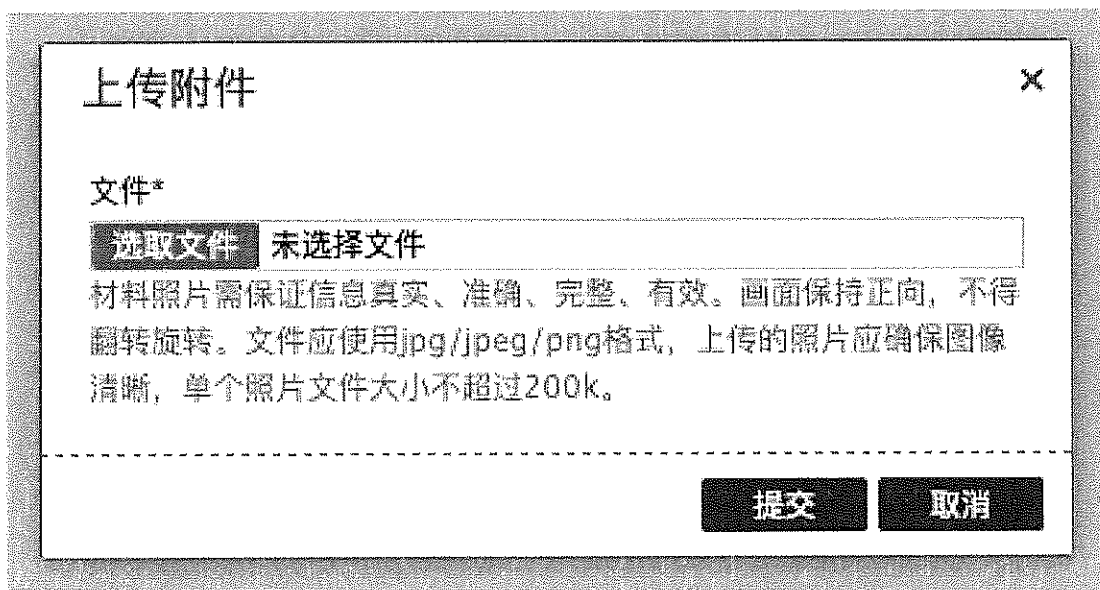 上传附件
×
文件*
选取文件 未选择文件
材料照片需保证信息真实、准确、完整、有效。画面保持正向，不得
翻转旋转。文件应使用jpg/jpeg/png格式，上传的照片应确保图像
清晰，单个照片文件大小不超过200k。
提交 取消